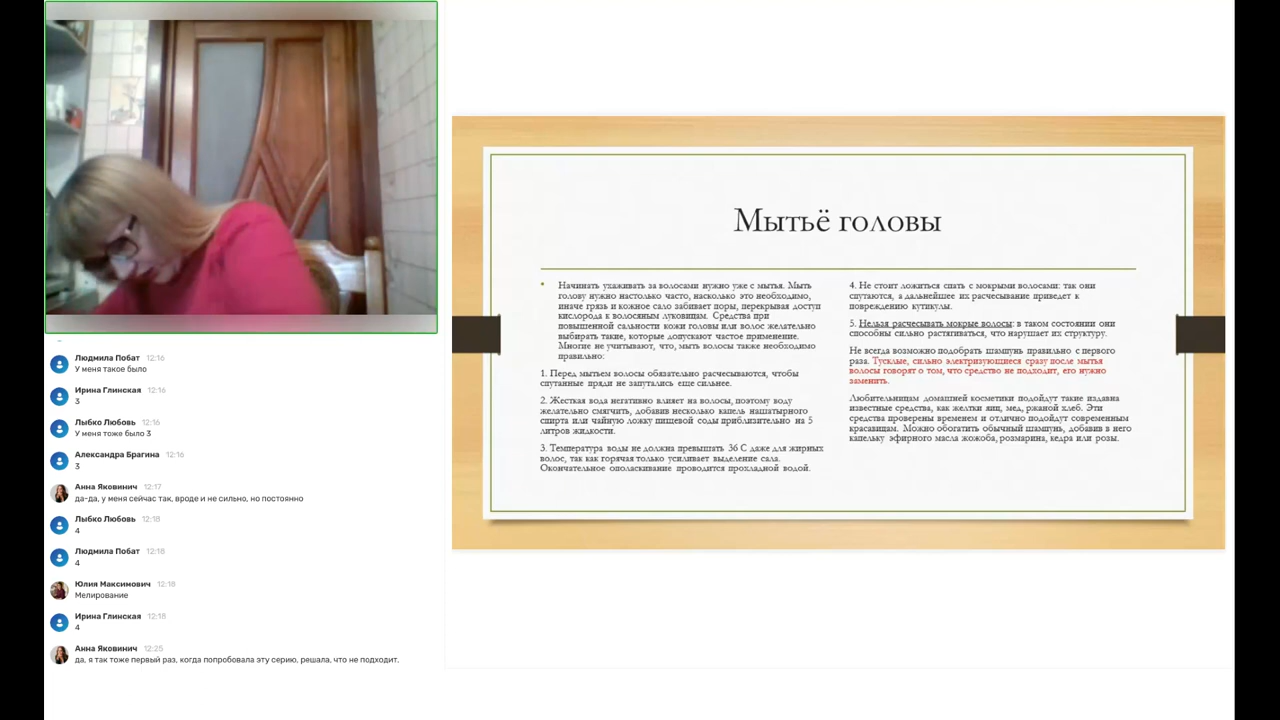 Людмила Побат 12:16
У меня такое было
Ирина Глинская 12:16
3
Лыбко Любовь 12:16
У меня тоже было 3
Александра Брагина 12:16
3
Анна Яковинич 12:17
да-да, у меня сейчас так, вроде и не сильно, но постоянно
Лыбко Любовь 12:18
4
Людмила Побат 12:18
4
Юлия Максимович 12:18
Мелирование
Ирина Глинская 12:18
4
Анна Яковинич 12:25
да, я так тоже первый раз, когда попробовала эту серию, решала, что не подходит.
Мытьё головы
• Начинать ухаживать за волосами нужно уже с мытья. Мыть
голову нужно настолько часто, насколько это необходимо,
иначе грязь и кожное сало забивает поры, перекрывая доступ
кислорода к волосяным луковицам. Средства при
повышенной сальности кожи головы или волос желательно
выбирать такие, которые допускают частое применение.
Многие не учитывают, что, мыть волосы также необходимо
правильно:
1. Перед мытьем волосы обязательно расчесываются, чтобы
спутанные пряди не запутались еще сильнее.
2. Жесткая вода негативно влияет на волосы, поэтому воду
желательно смягчить, добавив несколько капель нашатырного
спирта или чайную ложку пищевой соды приблизительно на 5
литров жидкости.
3. Температура воды не должна превышать 36 С даже для жирных
волос, так как горячая только усиливает выделение сала.
Окончательное ополаскивание проводится прохладной водой.
4. Не стоит ложиться спать с мокрыми волосами: так они
спутаются, а дальнейшее их расчесывание приведет к
повреждению кутикулы.
5. Нельзя расчесывать мокрые волосы: в таком состоянии они
способны сильно растягиваться, что нарушает их структуру.
Не всегда возможно подобрать шампунь правильно с первого
раза. Тусклые, сильно электризующиеся сразу после мытья
волосы говорят о том, что средство не подходит, его нужно
заменить.
Любительницам домашней косметики подойдут такие издавна
известные средства, как желтки яиц, мед, ржаной хлеб. Эти
средства проверены временем и отлично подойдут современным
красавицам. Можно обогатить обычный шампунь, добавив в него
капельку эфирного масла жожоба, розмарина, кедра или розы.